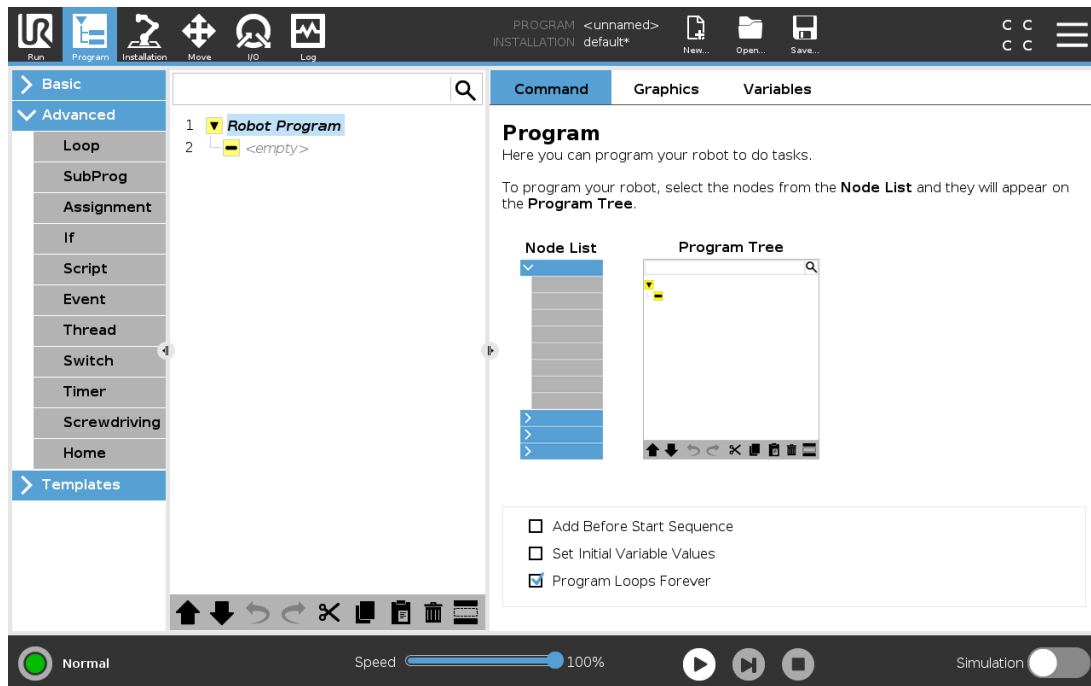 PROGRAM <unnamed>
INSTALLATION default*
UR
Run
Program
Installation
Move
I/O
Log
New...
Open...
Save...
C C
C C
Basic
Advanced
Loop
SubProg
Assignment
If
Script
Event
Thread
Switch
Timer
Screwdriving
Home
Templates
1 Robot Program
2 <empty>
Command
Graphics
Variables
Program
Here you can program your robot to do tasks.
To program your robot, select the nodes from the Node List and they will appear on
the Program Tree.
Node List
Program Tree
Add Before Start Sequence
Set Initial Variable Values
Program Loops Forever
Normal
Speed
100%
Simulation